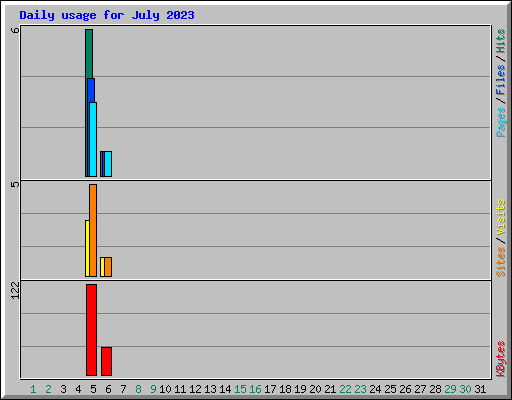 Daily usage for July 2023
6
Pages / Files / Hits
5
Sites / Visits
122
KBytes
1 2 3 4 5 6 7 8 9 10 11 12 13 14 15 16 17 18 19 20 21 22 23 24 25 26 27 28 29 30 31